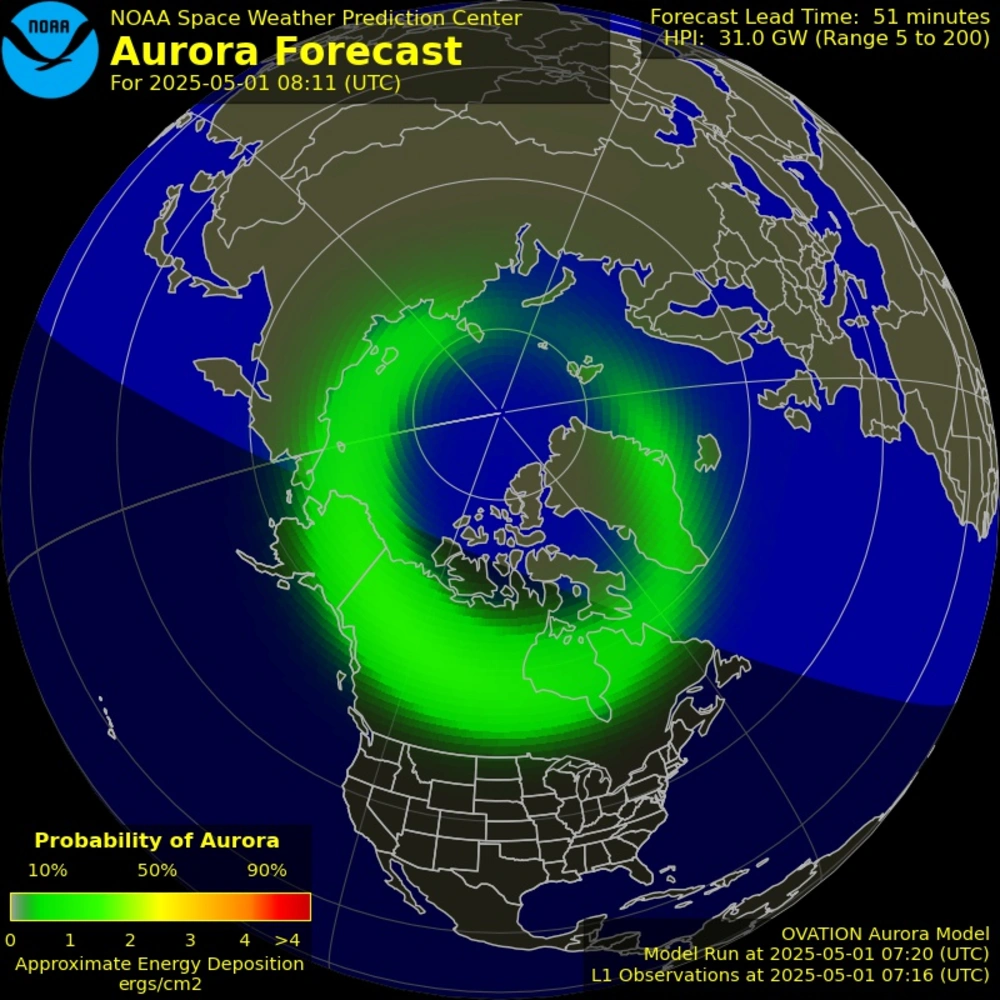 NOAA
NOAA Space Weather Prediction Center
Aurora Forecast
For 2025-05-01 08:11 (UTC)
Forecast Lead Time: 51 minutes
HPI: 31.0 GW (Range 5 to 200)
Probability of Aurora
10% 50% 90%
0 1 2 3 4 >4
Approximate Energy Deposition
ergs/cm2
OVATION Aurora Model
Model Run at 2025-05-01 07:20 (UTC)
L1 Observations at 2025-05-01 07:16 (UTC)